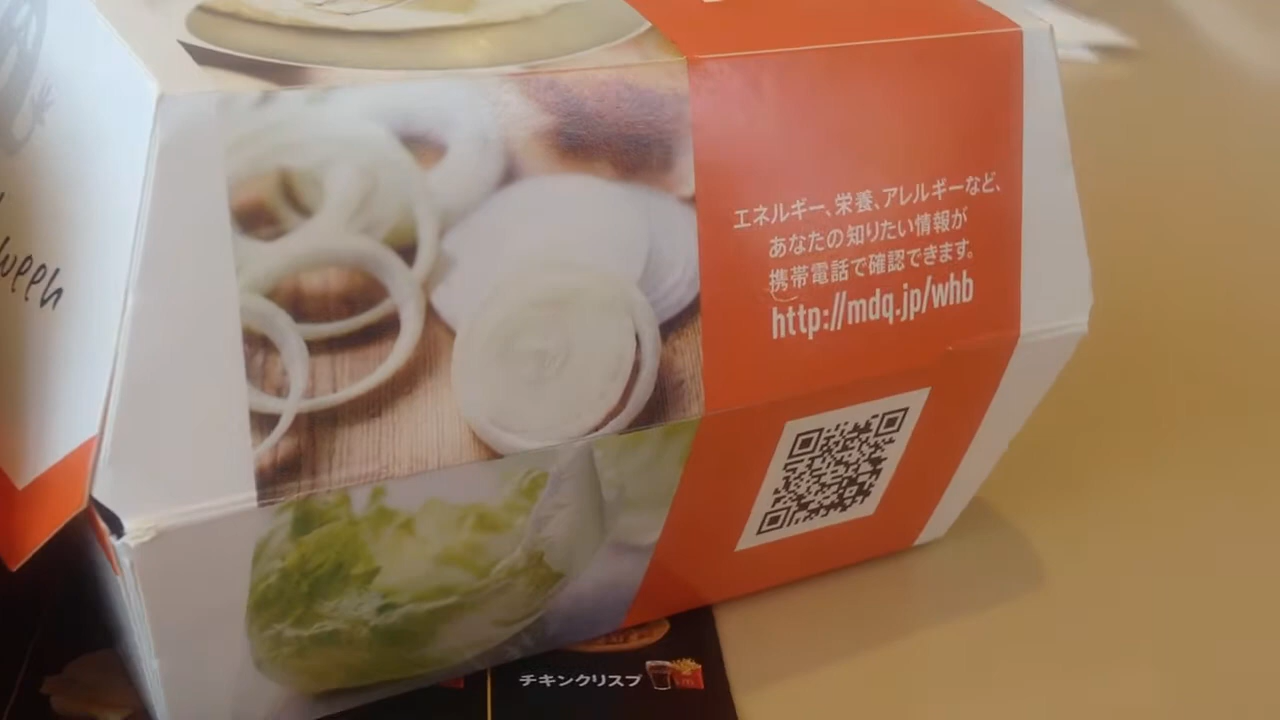 エネルギー、栄養、アレルギーなど、
あなたの知りたい情報が
携帯電話で確認できます。
http://mdq.jp/whb
チキンクリスプ